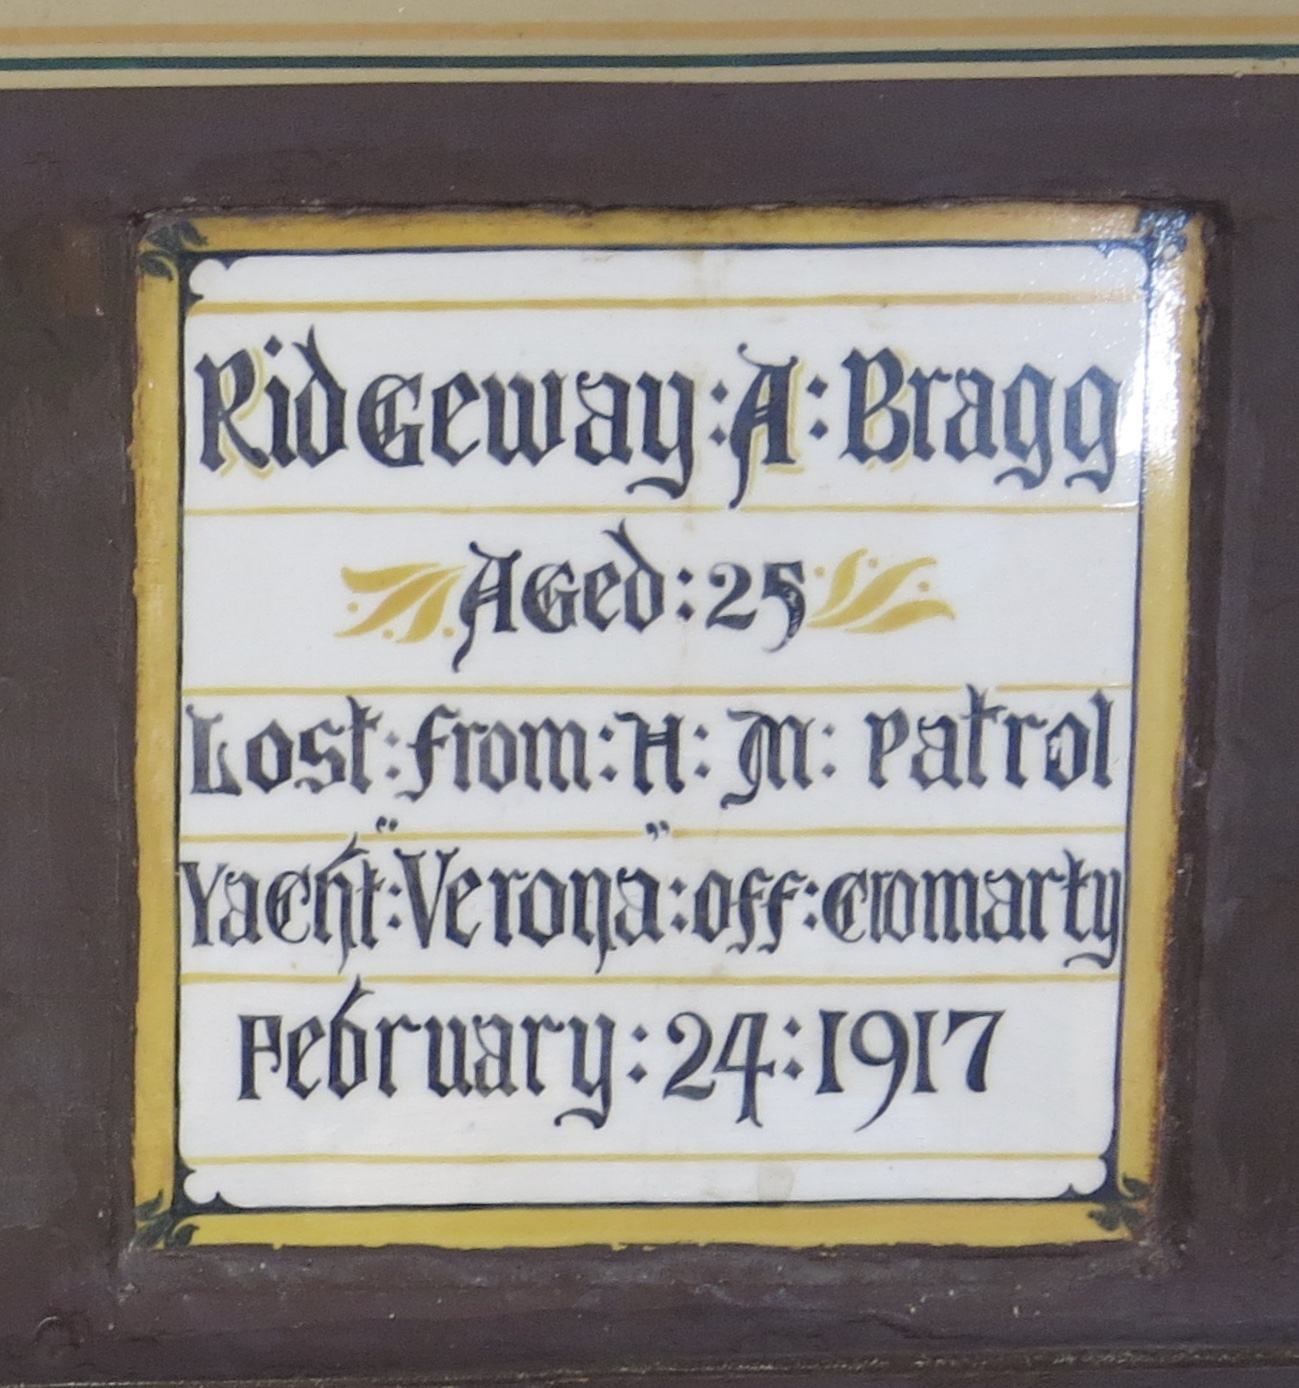 Ridgeway : A : Bragg
Aged : 25
Lost : from : H : M : Patrol
Yacht : "Verona" : off : Cromarty
February : 24 : 1917